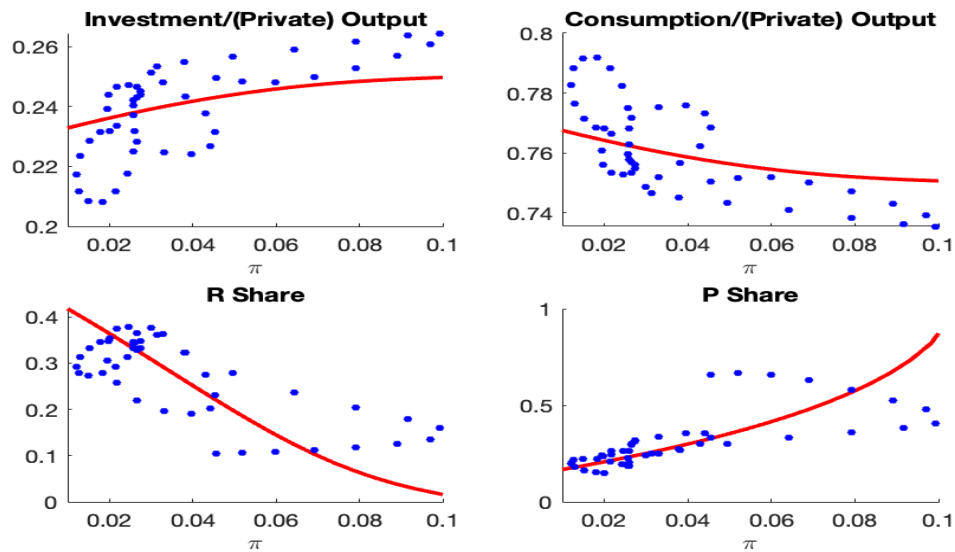 Investment/(Private) Output
0.26
0.24
0.22
0.2
0.02 0.04 0.06 0.08 0.1
π
Consumption/(Private) Output
0.8
0.78
0.76
0.74
0.02 0.04 0.06 0.08 0.1
π
R Share
0.4
0.3
0.2
0.1
0
0.02 0.04 0.06 0.08 0.1
π
P Share
1
0.5
0
0.02 0.04 0.06 0.08 0.1
π